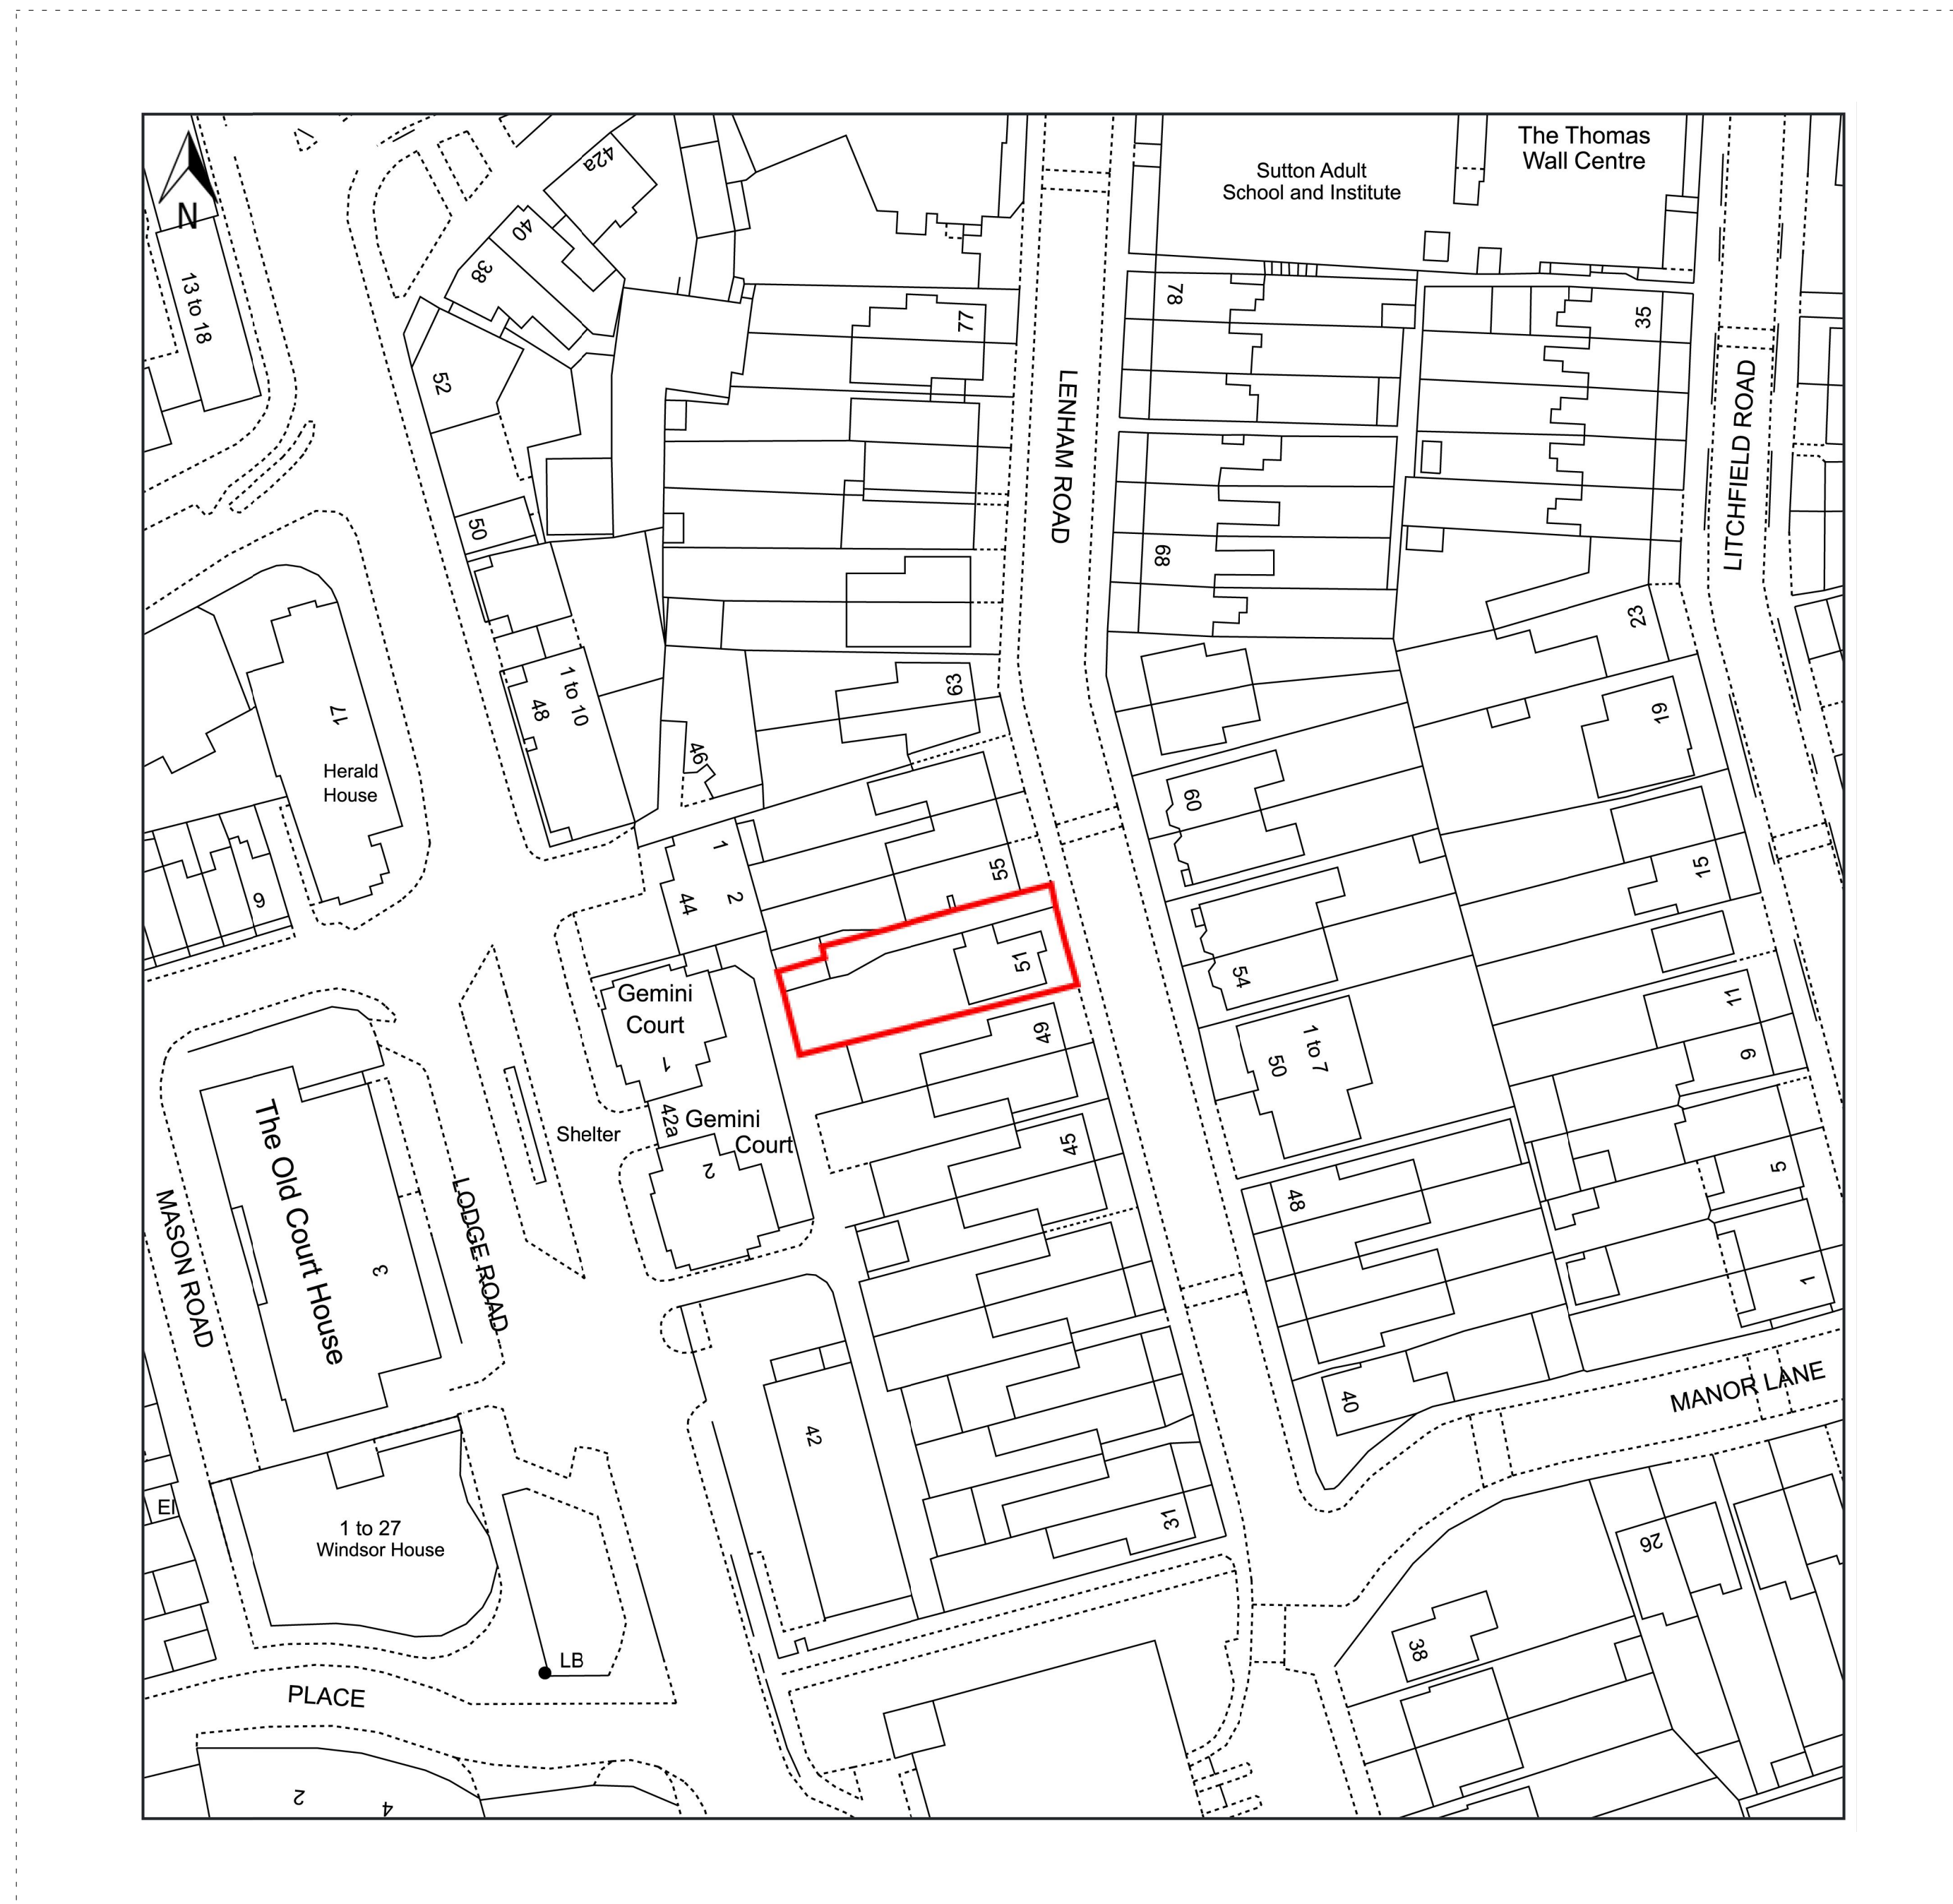 The Thomas
Wall Centre
Sutton Adult
School and Institute
42a
40
38
N
13 to 18
52
77
78
35
LENHAM ROAD
LITCHFIELD ROAD
50
68
23
1 to 10
48
63
17
46
19
Herald
House
60
1
2
44
55
15
9
51
54
Gemini
Court
1
49
1 to 7
50
11
9
42a
Gemini
Court
Shelter
2
45
5
48
The Old Court House
3
MASON ROAD
LODGE ROAD
1
40
MANOR LANE
42
El
1 to 27
Windsor House
31
26
38
LB
PLACE
2
4